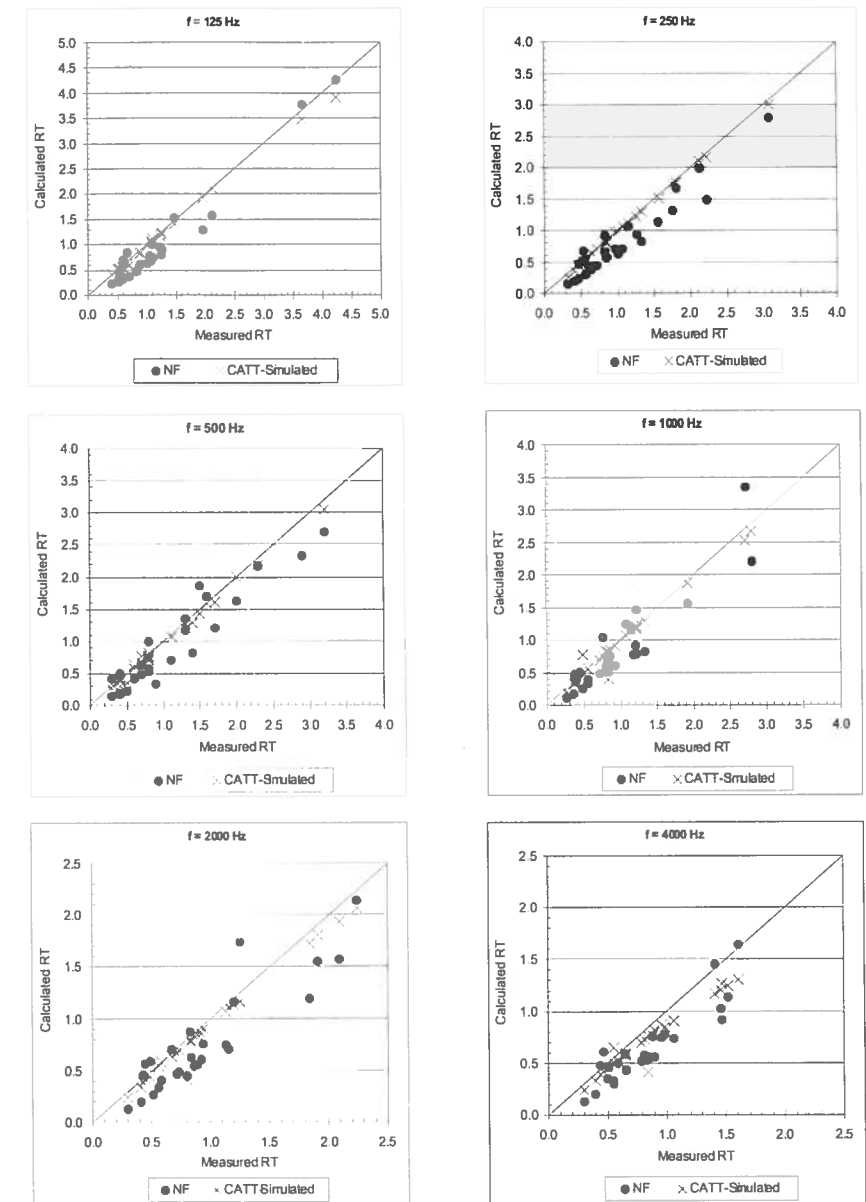 f = 125 Hz
5.0
4.5
4.0
3.5
3.0
2.5
2.0
1.5
1.0
0.5
0.0
Calculated RT
0.0 0.5 1.0 1.5 2.0 2.5 3.0 3.5 4.0 4.5 5.0
Measured RT
NF CATT-Simulated
f = 250 Hz
4.0
3.5
3.0
2.5
2.0
1.5
1.0
0.5
0.0
Calculated RT
0.0 0.5 1.0 1.5 2.0 2.5 3.0 3.5 4.0
Measured RT
NF CATT-Simulated
f = 500 Hz
4.0
3.5
3.0
2.5
2.0
1.5
1.0
0.5
0.0
Calculated RT
0.0 0.5 1.0 1.5 2.0 2.5 3.0 3.5 4.0
Measured RT
NF CATT-Simulated
f = 1000 Hz
4.0
3.5
3.0
2.5
2.0
1.5
1.0
0.5
0.0
Calculated RT
0.0 0.5 1.0 1.5 2.0 2.5 3.0 3.5 4.0
Measured RT
NF CATT-Simulated
f = 2000 Hz
2.5
2.0
1.5
1.0
0.5
0.0
Calculated RT
0.0 0.5 1.0 1.5 2.0 2.5
Measured RT
NF CATT-Simulated
f = 4000 Hz
2.5
2.0
1.5
1.0
0.5
0.0
Calculated RT
0.0 0.5 1.0 1.5 2.0 2.5
Measured RT
NF CATT-Simulated